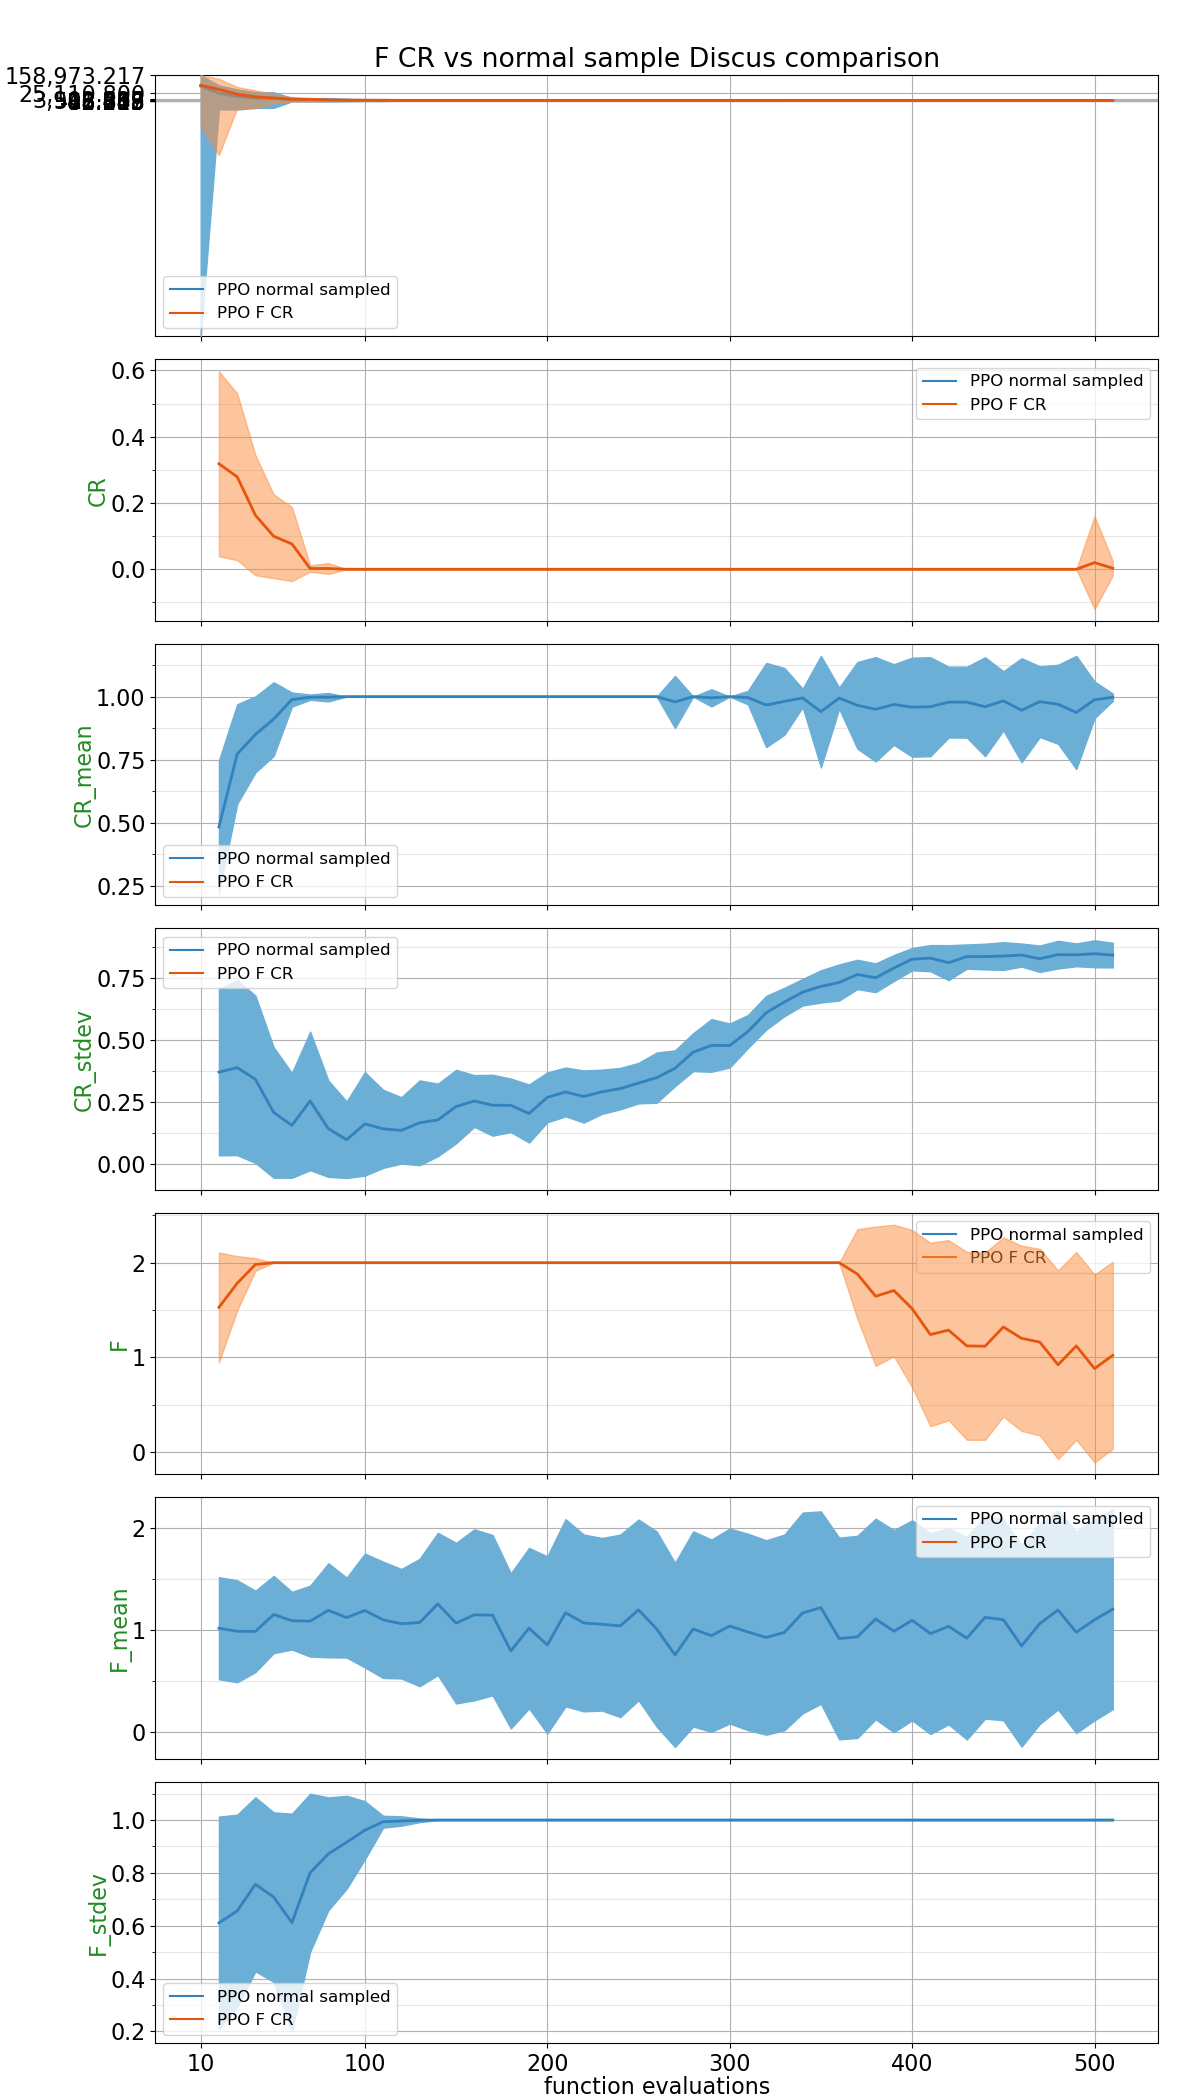 F CR vs normal sample Discus comparison
158,973.217
PPO normal sampled
PPO F CR
0.6
0.4
0.2
0.0
CR
PPO normal sampled
PPO F CR
1.00
0.75
0.50
0.25
CR_mean
PPO normal sampled
PPO F CR
0.75
0.50
0.25
0.00
CR_stdev
PPO normal sampled
PPO F CR
2
1
0
F
PPO normal sampled
PPO F CR
2
1
0
F_mean
PPO normal sampled
PPO F CR
1.0
0.8
0.6
0.4
0.2
F_stdev
PPO normal sampled
PPO F CR
10 100 200 300 400 500
function evaluations